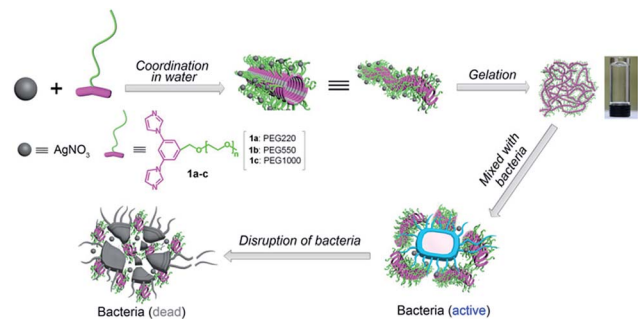 Coordination
in water
Gelation
+
≡
≡ AgNO3
≡
N
N
N
N
O
O
n
1a-c
1a: PEG220
1b: PEG550
1c: PEG1000
Mixed with
bacteria
Disruption of bacteria
Bacteria (dead)
Bacteria (active)